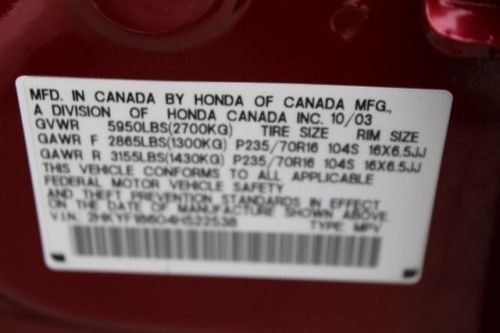 MFD. IN CANADA BY HONDA OF CANADA MFG.,
A DIVISION OF HONDA CANADA INC. 10/03
GVWR 5950LBS(2700KG) TIRE SIZE RIM SIZE
GAWR F 2865LBS(1300KG) P235/70R16 104S 16X6.5JJ
GAWR R 3155LBS(1430KG) P235/70R16 104S 16X6.5JJ
THIS VEHICLE CONFORMS TO ALL APPLICABLE
FEDERAL MOTOR VEHICLE SAFETY
AND THEFT PREVENTION STANDARDS IN EFFECT
ON THE DATE OF MANUFACTURE SHOWN ABOVE.
V.I.N. 2HKYF18604H522538 TYPE MPV